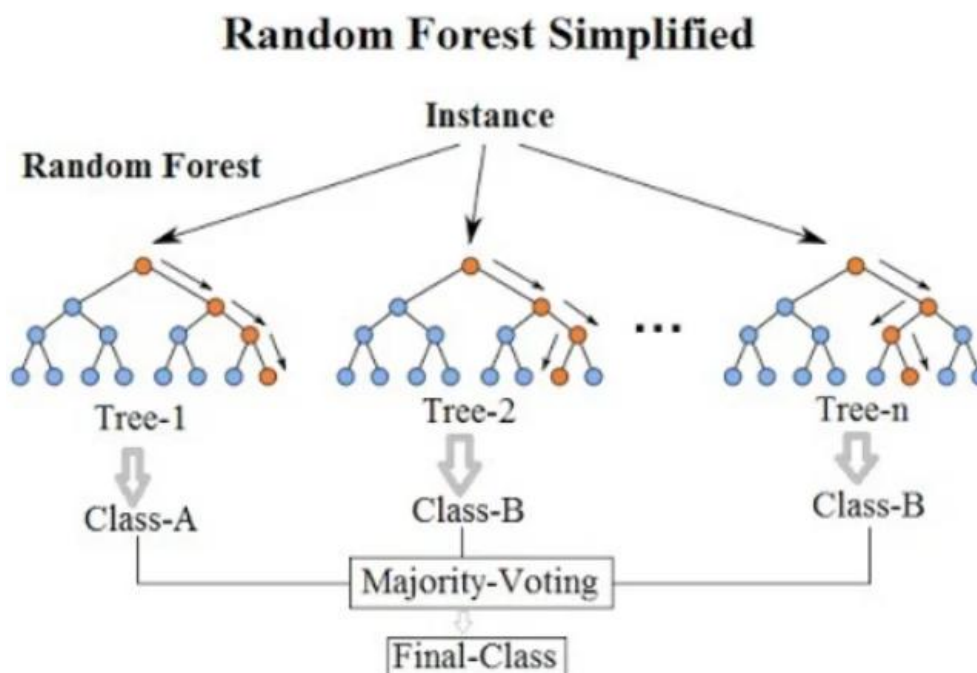 Random Forest Simplified
Instance
Random Forest
...
Tree-1
Tree-2
Tree-n
Class-A
Class-B
Class-B
Majority-Voting
Final-Class